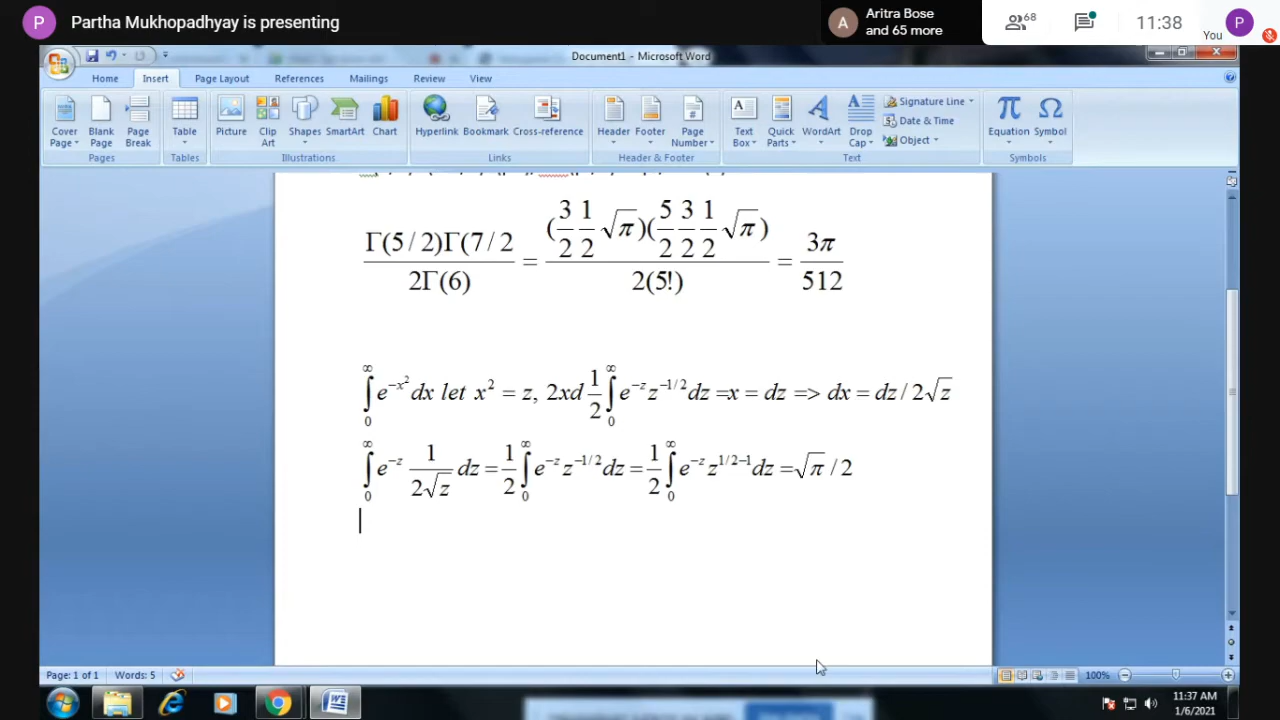 P Partha Mukhopadhyay is presenting
A Aritra Bose and 65 more
68
11:38
You P
Document1 - Microsoft Word
Home Insert Page Layout References Mailings Review View
Cover Page Blank Page Page Break Table Picture Clip Art Shapes SmartArt Chart Hyperlink Bookmark Cross-reference Header Footer Page Number Text Box Quick Parts WordArt Drop Cap Signature Line Date & Time Object Equation Symbol
Pages Tables Illustrations Links Header & Footer Text Symbols
Γ(5/2)Γ(7/2 / 2Γ(6) = (3/2 1/2 √π)(5/2 3/2 1/2 √π) / 2(5!) = 3π/512
∫₀^∞ e^(−x²) dx let x² = z, 2xd 1/2 ∫₀^∞ e^(−z) z^(−1/2) dz = x = dz => dx = dz / 2√z
∫₀^∞ e^(−z) 1/(2√z) dz = 1/2 ∫₀^∞ e^(−z) z^(−1/2) dz = 1/2 ∫₀^∞ e^(−z) z^(1/2−1) dz = √π / 2
Page: 1 of 1 Words: 5 100%
11:37 AM
1/6/2021